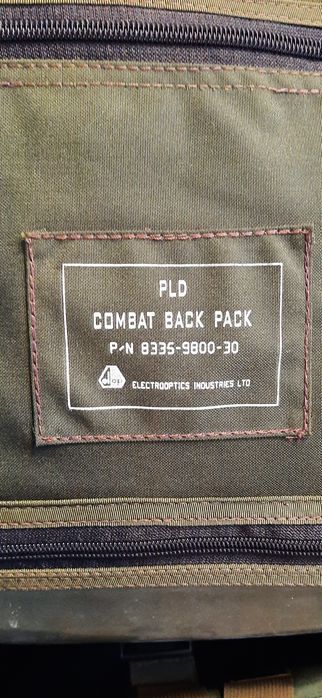 PLD
COMBAT BACK PACK
P/N 8335-9800-30
ELECTROOPTICS INDUSTRIES LTD